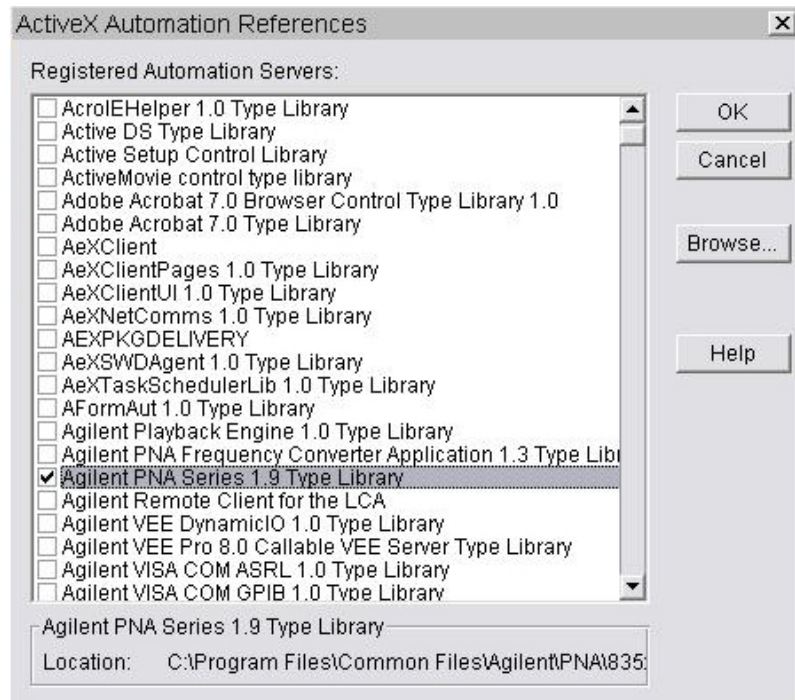 ActiveX Automation References
Registered Automation Servers:
AcroIEHelper 1.0 Type Library
Active DS Type Library
Active Setup Control Library
ActiveMovie control type library
Adobe Acrobat 7.0 Browser Control Type Library 1.0
Adobe Acrobat 7.0 Type Library
AeXClient
AeXClientPages 1.0 Type Library
AeXClientUI 1.0 Type Library
AeXNetComms 1.0 Type Library
AEXPKGDELIVERY
AeXSWDAgent 1.0 Type Library
AeXTaskSchedulerLib 1.0 Type Library
AFormAut 1.0 Type Library
Agilent Playback Engine 1.0 Type Library
Agilent PNA Frequency Converter Application 1.3 Type Libr
Agilent PNA Series 1.9 Type Library
Agilent Remote Client for the LCA
Agilent VEE DynamicIO 1.0 Type Library
Agilent VEE Pro 8.0 Callable VEE Server Type Library
Agilent VISA COM ASRL 1.0 Type Library
Agilent VISA COM GPIB 1.0 Type Library
OK
Cancel
Browse...
Help
Agilent PNA Series 1.9 Type Library
Location: C:\Program Files\Common Files\Agilent\PNA\835